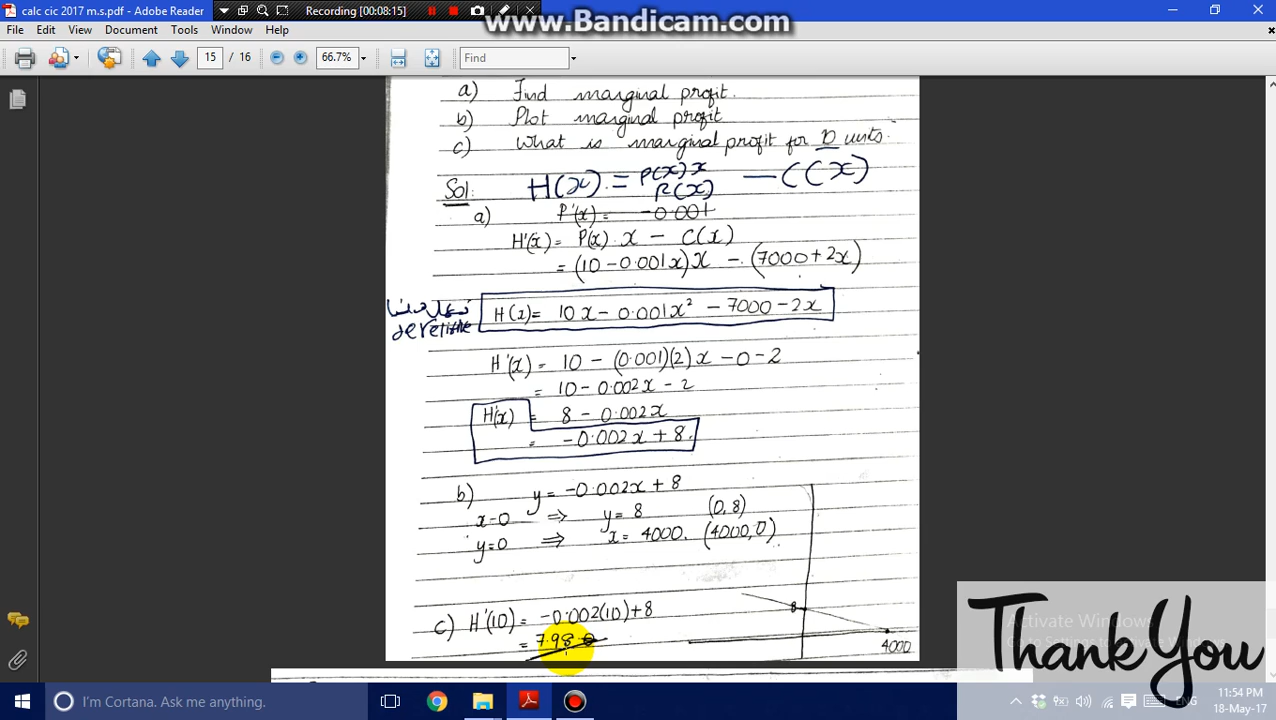 calc cic 2017 m.s.pdf - Adobe Reader
Recording [00:08:15]
www.Bandicam.com
File Edit View Document Tools Window Help
15 / 16 66.7% Find
a) Find marginal profit.
b) Plot marginal profit
c) What is marginal profit for 10 units.
Sol: H(x) = P(x)x — C(x)
R(x)
a) P'(x) = -0.001
H'(x) = P(x) . x - C(x)
= (10 - 0.001x)x - (7000 + 2x)
H(x) = 10x - 0.001x² - 7000 - 2x
H'(x) = 10 - (0.001)(2)x - 0 - 2
= 10 - 0.002x - 2
H(x) = 8 - 0.002x
= -0.002x + 8.
b) y = -0.002x + 8
x=0 ⇒ y = 8 (0,8)
y=0 ⇒ x = 4000. (4000,0)
8
4000
c) H'(10) = -0.002(10)+8
= 7.98
Activate Windows
Thank You
I'm Cortana. Ask me anything.
ENG
1:54 PM
18-May-17